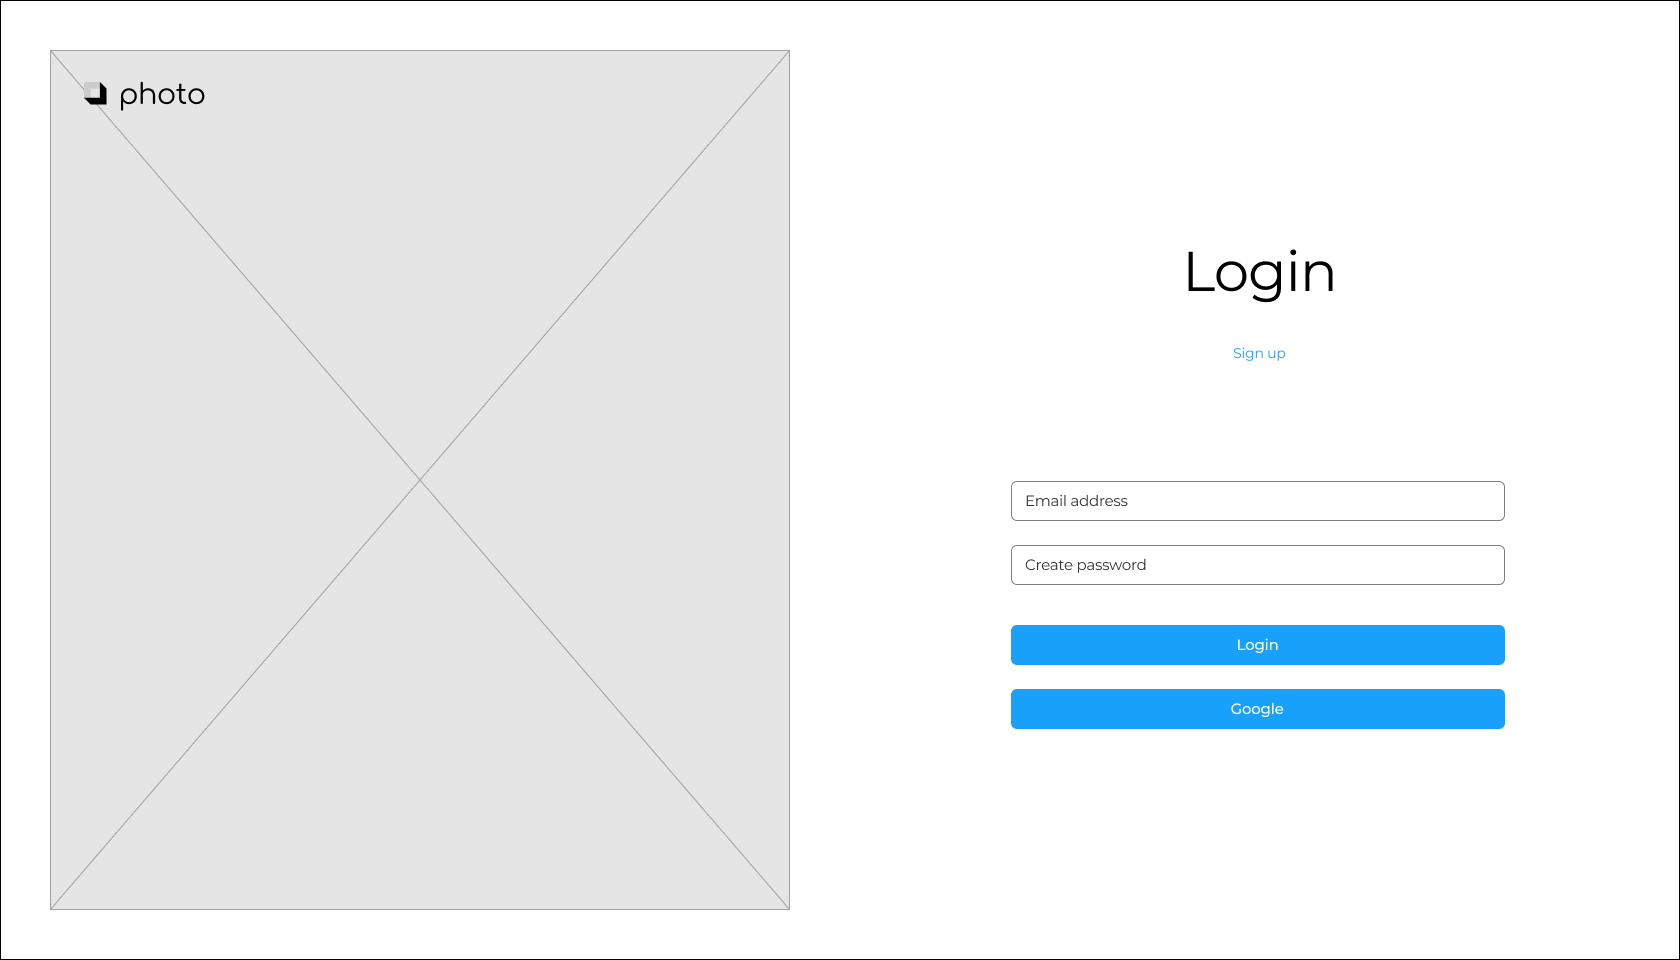 photo
Login
Sign up
Email address
Create password
Login
Google